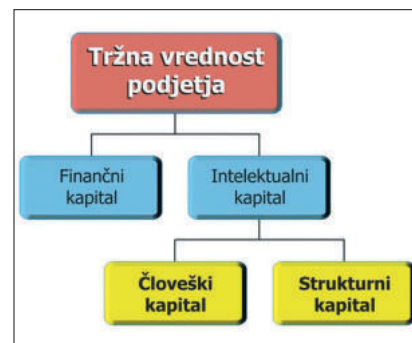 Tržna vrednost
podjetja
Finančni
kapital
Intelektualni
kapital
Človeški
kapital
Strukturni
kapital